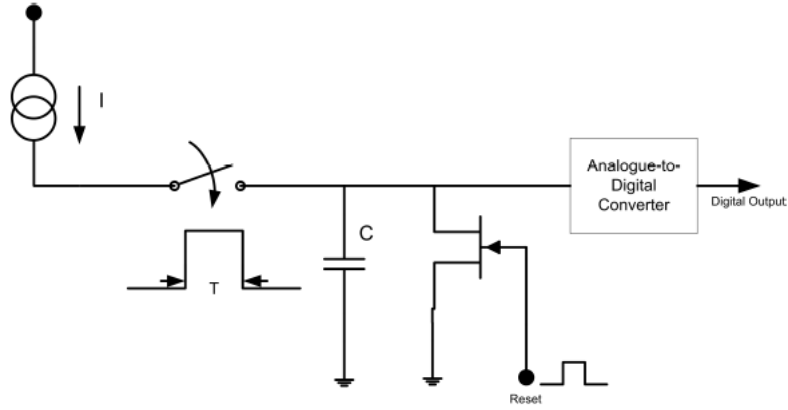 I
Analogue-to-
Digital
Converter
Digital Output
C
T
Reset